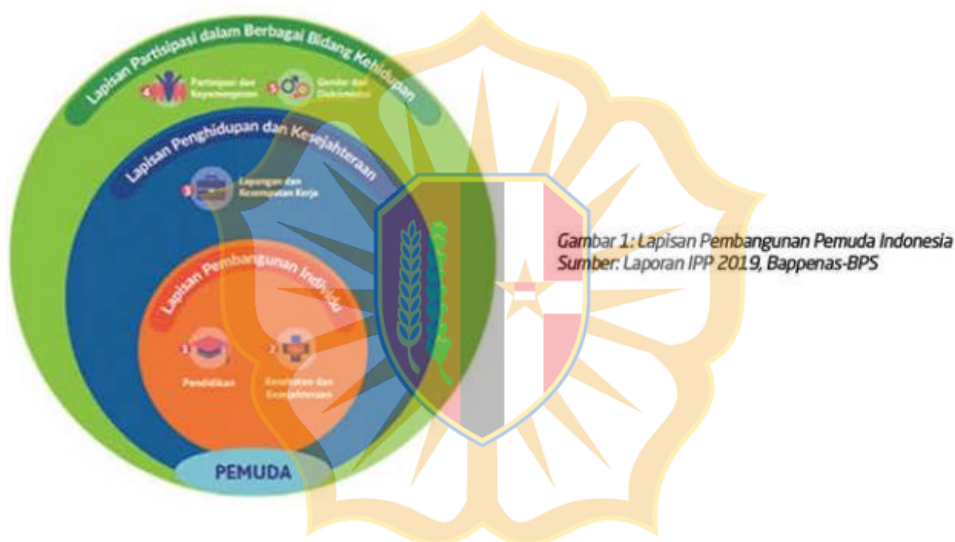 Lapisan Partisipasi dalam Berbagai Bidang Kehidupan
4
Partisipasi dan
Kepemimpinan
5
Gender dan
Diskriminasi
Lapisan Penghidupan dan Kesejahteraan
3
Lapangan dan
Kesempatan Kerja
Lapisan Pembangunan Individu
1
Pendidikan
2
Kesehatan dan
Kesejahteraan
PEMUDA
Gambar 1: Lapisan Pembangunan Pemuda Indonesia
Sumber: Laporan IPP 2019, Bappenas-BPS